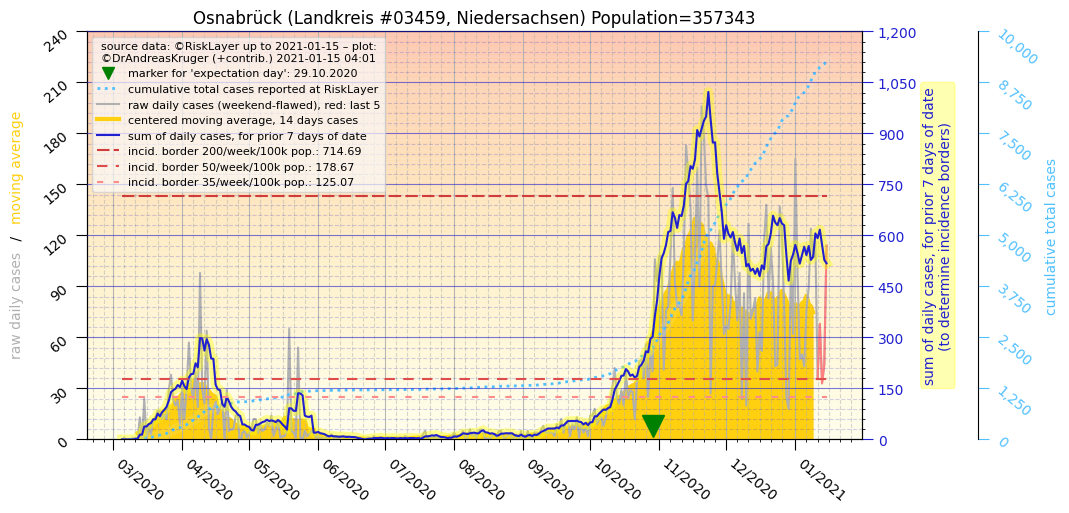 Osnabrück (Landkreis #03459, Niedersachsen) Population=357343
source data: ©RiskLayer up to 2021-01-15 – plot:
©DrAndreasKruger (+contrib.) 2021-01-15 04:01
marker for 'expectation day': 29.10.2020
cumulative total cases reported at RiskLayer
raw daily cases (weekend-flawed), red: last 5
centered moving average, 14 days cases
sum of daily cases, for prior 7 days of date
incid. border 200/week/100k pop.: 714.69
incid. border 50/week/100k pop.: 178.67
incid. border 35/week/100k pop.: 125.07
raw daily cases / moving average
240
210
180
150
120
90
60
30
0
03/2020
04/2020
05/2020
06/2020
07/2020
08/2020
09/2020
10/2020
11/2020
12/2020
01/2021
1,200
1,050
900
750
600
450
300
150
0
sum of daily cases, for prior 7 days of date
(to determine incidence borders)
10,000
8,750
7,500
6,250
5,000
3,750
2,500
1,250
0
cumulative total cases